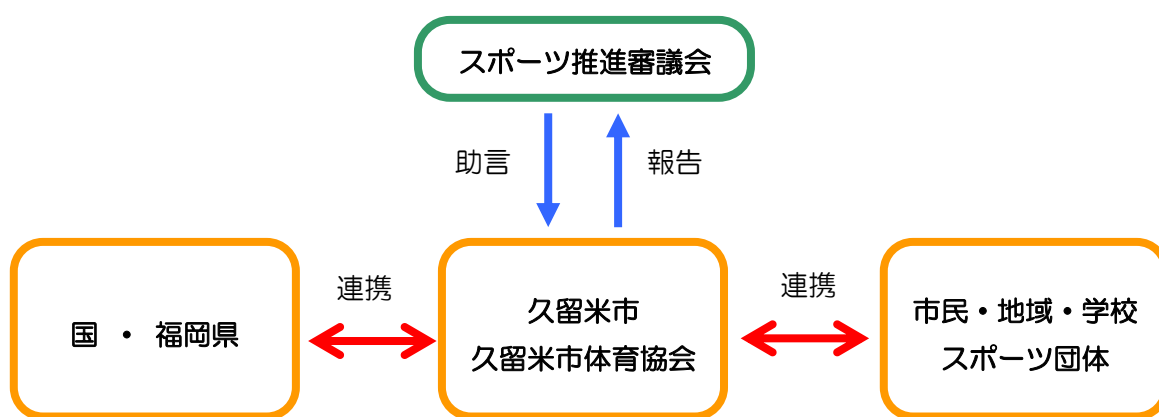 スポーツ推進審議会
助言
報告
国 ・ 福岡県
連携
久留米市
久留米市体育協会
連携
市民・地域・学校
スポーツ団体